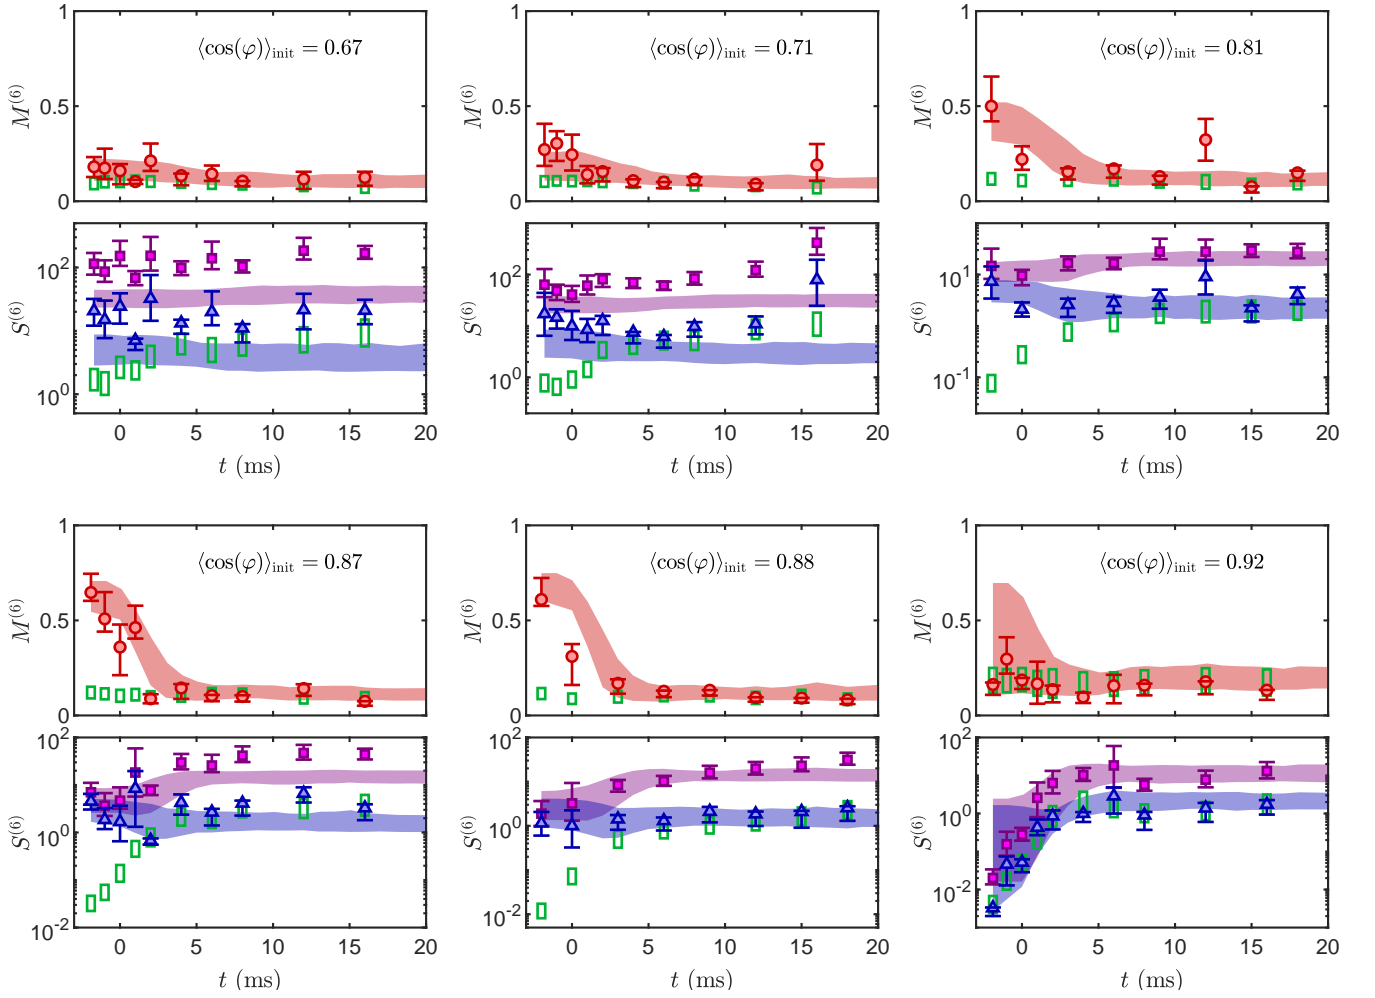 1
0.5
0
M^{(6)}
⟨cos(φ)⟩_{init} = 0.67
1
0.5
0
M^{(6)}
⟨cos(φ)⟩_{init} = 0.71
1
0.5
0
M^{(6)}
⟨cos(φ)⟩_{init} = 0.81
10^2
10^0
S^{(6)}
0 5 10 15 20
t (ms)
10^2
10^0
S^{(6)}
0 5 10 15 20
t (ms)
10^1
10^{-1}
S^{(6)}
0 5 10 15 20
t (ms)
1
0.5
0
M^{(6)}
⟨cos(φ)⟩_{init} = 0.87
1
0.5
0
M^{(6)}
⟨cos(φ)⟩_{init} = 0.88
1
0.5
0
M^{(6)}
⟨cos(φ)⟩_{init} = 0.92
10^2
10^0
10^{-2}
S^{(6)}
0 5 10 15 20
t (ms)
10^2
10^0
10^{-2}
S^{(6)}
0 5 10 15 20
t (ms)
10^2
10^0
10^{-2}
S^{(6)}
0 5 10 15 20
t (ms)